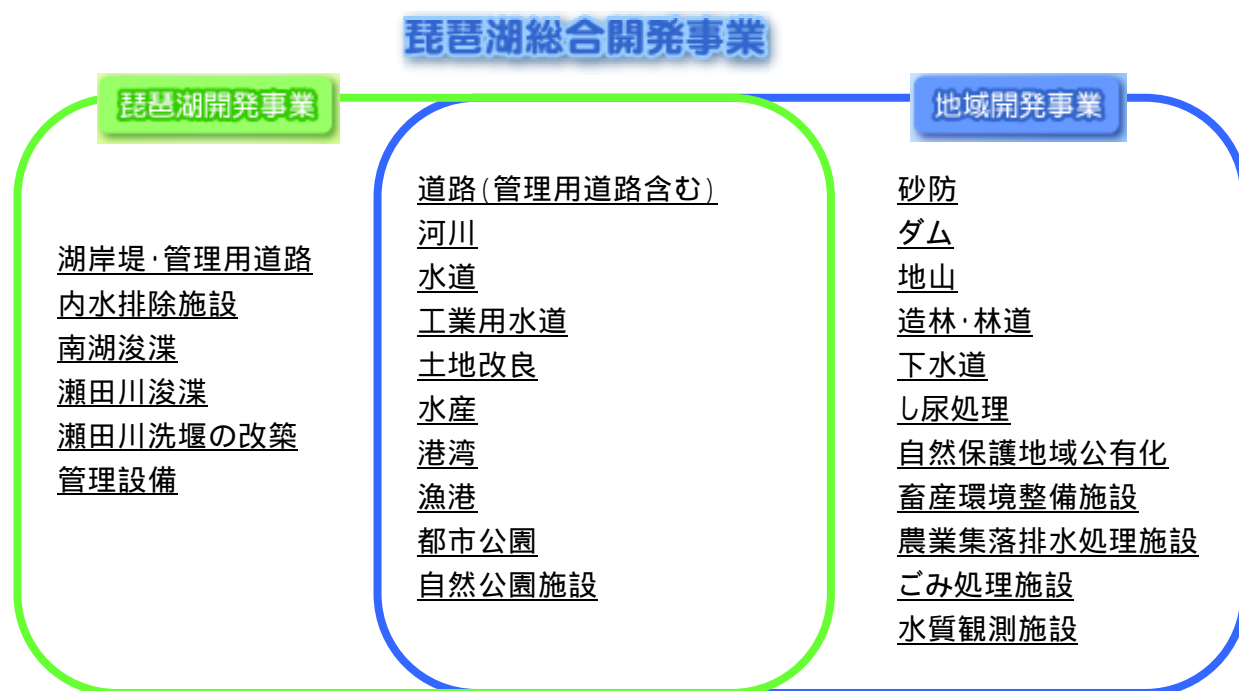 琵琶湖総合開発事業
琵琶湖開発事業
湖岸堤・管理用道路
内水排除施設
南湖浚渫
瀬田川浚渫
瀬田川洗堰の改築
管理設備
道路(管理用道路含む)
河川
水道
工業用水道
土地改良
水産
港湾
漁港
都市公園
自然公園施設
地域開発事業
砂防
ダム
地山
造林・林道
下水道
し尿処理
自然保護地域公有化
畜産環境整備施設
農業集落排水処理施設
ごみ処理施設
水質観測施設